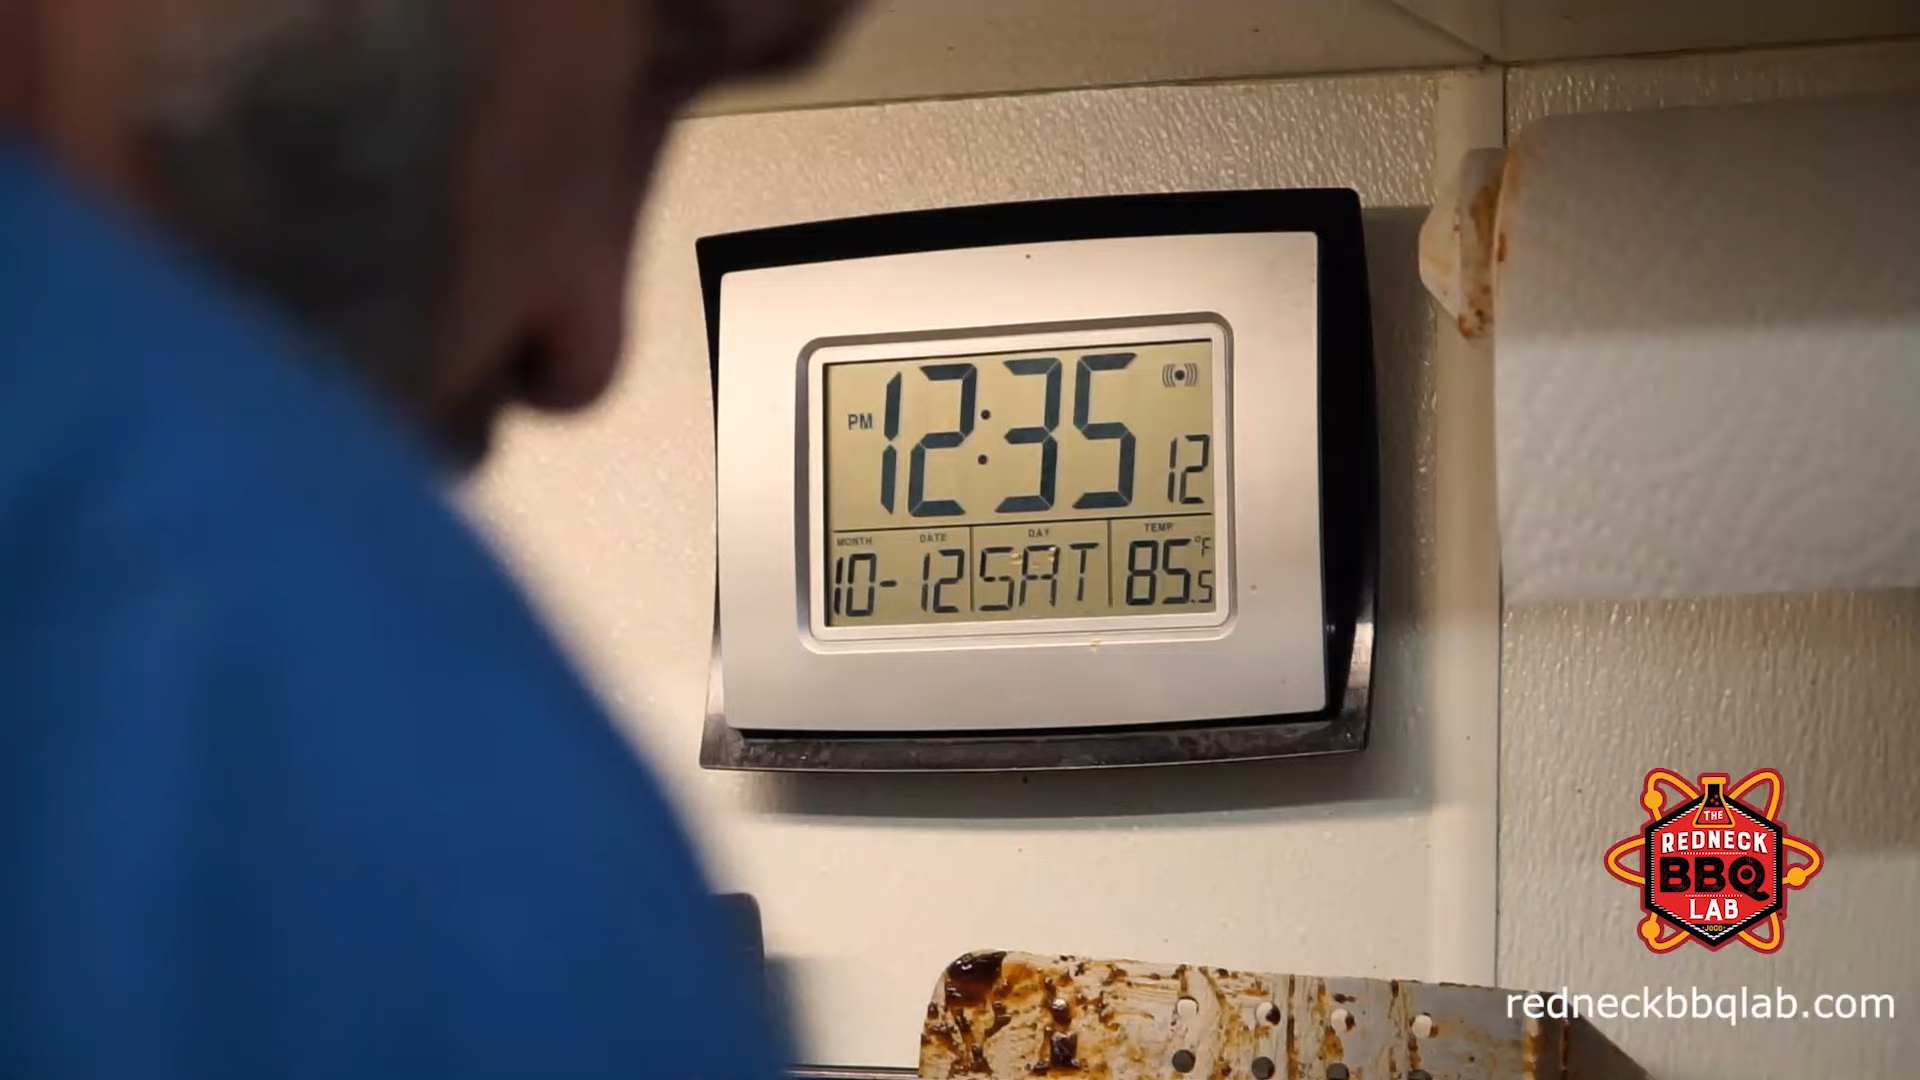 PM 12:35 12
MONTH DATE DAY TEMP
10-12 SAT 85.5 °F
THE
REDNECK
BBQ
LAB
JOCO
redneckbbqlab.com